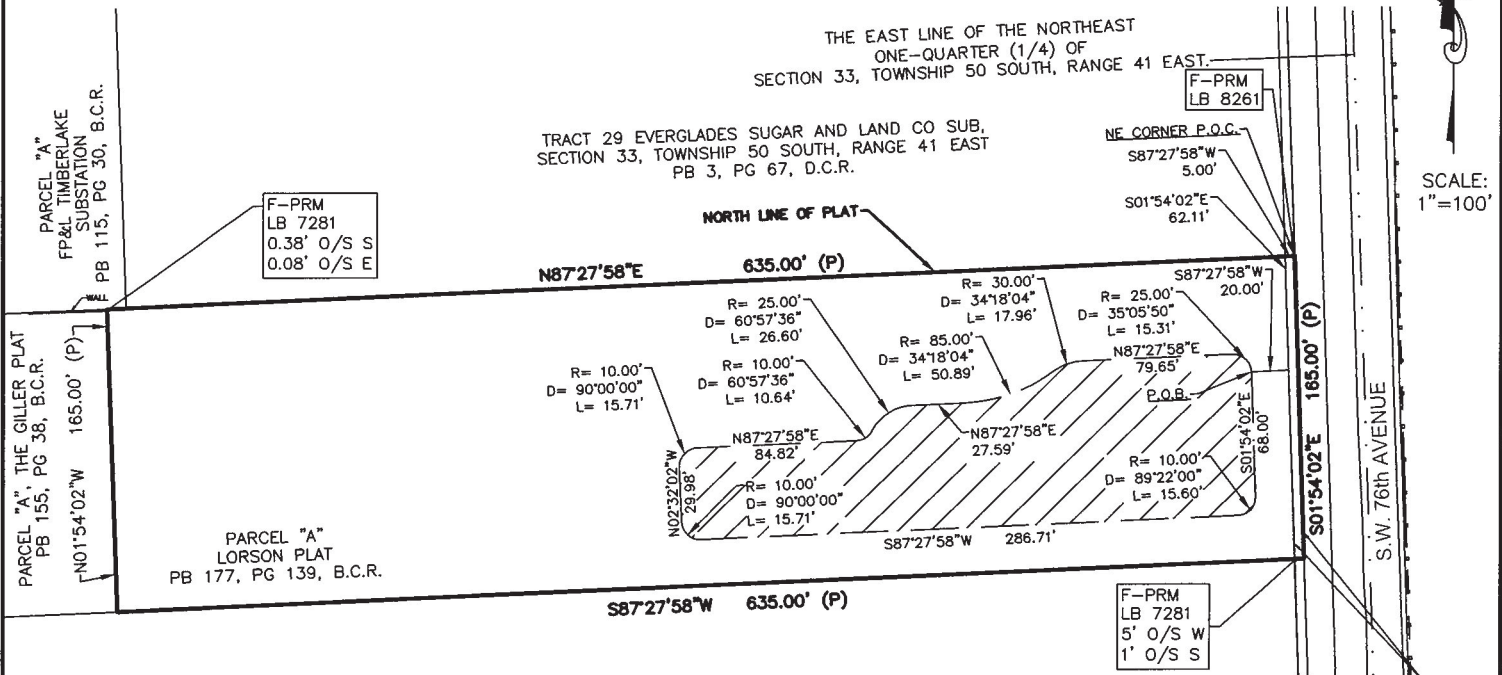 THE EAST LINE OF THE NORTHEAST
ONE-QUARTER (1/4) OF
SECTION 33, TOWNSHIP 50 SOUTH, RANGE 41 EAST.
F-PRM
LB 8261
NE CORNER P.O.C.
S87°27'58"W
5.00'
S01°54'02"E
62.11'
SCALE:
1"=100'
TRACT 29 EVERGLADES SUGAR AND LAND CO SUB,
SECTION 33, TOWNSHIP 50 SOUTH, RANGE 41 EAST
PB 3, PG 67, D.C.R.
PARCEL "A"
FP&L TIMBERLAKE
SUBSTATION
PB 115, PG 30, B.C.R.
F-PRM
LB 7281
0.38' O/S S
0.08' O/S E
NORTH LINE OF PLAT
N87°27'58"E 635.00' (P)
WALL
PARCEL "A", THE GILLER PLAT
PB 155, PG 38, B.C.R.
N01°54'02"W 165.00' (P)
R= 10.00'
D= 90°00'00"
L= 15.71'
R= 25.00'
D= 60°57'36"
L= 26.60'
R= 10.00'
D= 60°57'36"
L= 10.64'
R= 85.00'
D= 34°18'04"
L= 50.89'
R= 30.00'
D= 34°18'04"
L= 17.96'
R= 25.00'
D= 35°05'50"
L= 15.31'
S87°27'58"W
20.00'
N87°27'58"E
79.65'
P.O.B.
N87°27'58"E
84.82'
N87°27'58"E
27.59'
N02°32'02"W
29.98'
R= 10.00'
D= 90°00'00"
L= 15.71'
R= 10.00'
D= 89°22'00"
L= 15.60'
S01°54'02"E
68.00'
S87°27'58"W 286.71'
S01°54'02"E 165.00' (P)
S.W. 76th AVENUE
PARCEL "A"
LORSON PLAT
PB 177, PG 139, B.C.R.
S87°27'58"W 635.00' (P)
F-PRM
LB 7281
5' O/S W
1' O/S S